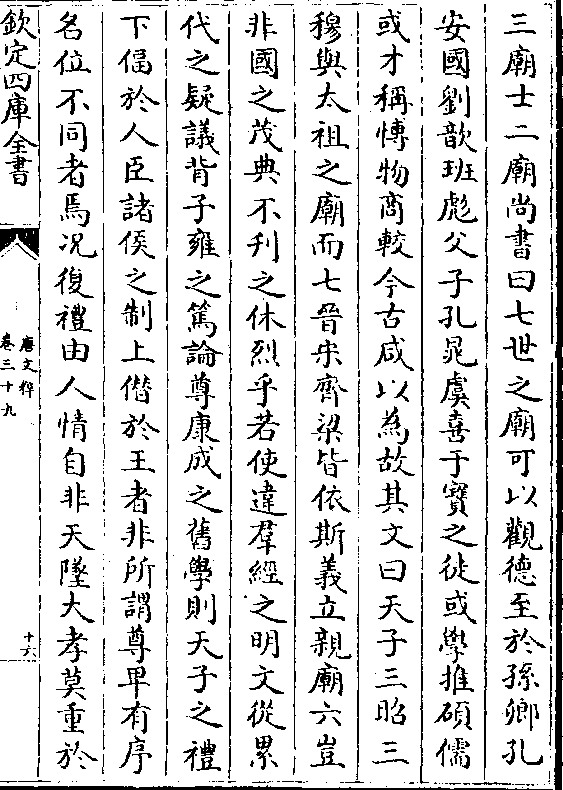 三廟士二廟尚書曰七世之廟可以觀德至於孫卿孔
安國劉歆班彪父子孔晁虞喜于寶之徒或學推碩儒
或才稱博物商較今古咸以為故其文曰天子三昭三
穆與太祖之廟而七晉宋齊梁皆依斯義立親廟六豈
非國之茂典不刋之休烈乎若使違羣經之明文從累
代之疑議背子雍之篤論尊康成之舊學則天子之禮
下偪於人臣諸侯之制上僭於王者非所謂尊卑有序
名位不同者焉况復禮由人情自非天墜大孝莫重於
欽定四庫全書
唐文粹
卷三十九
十六